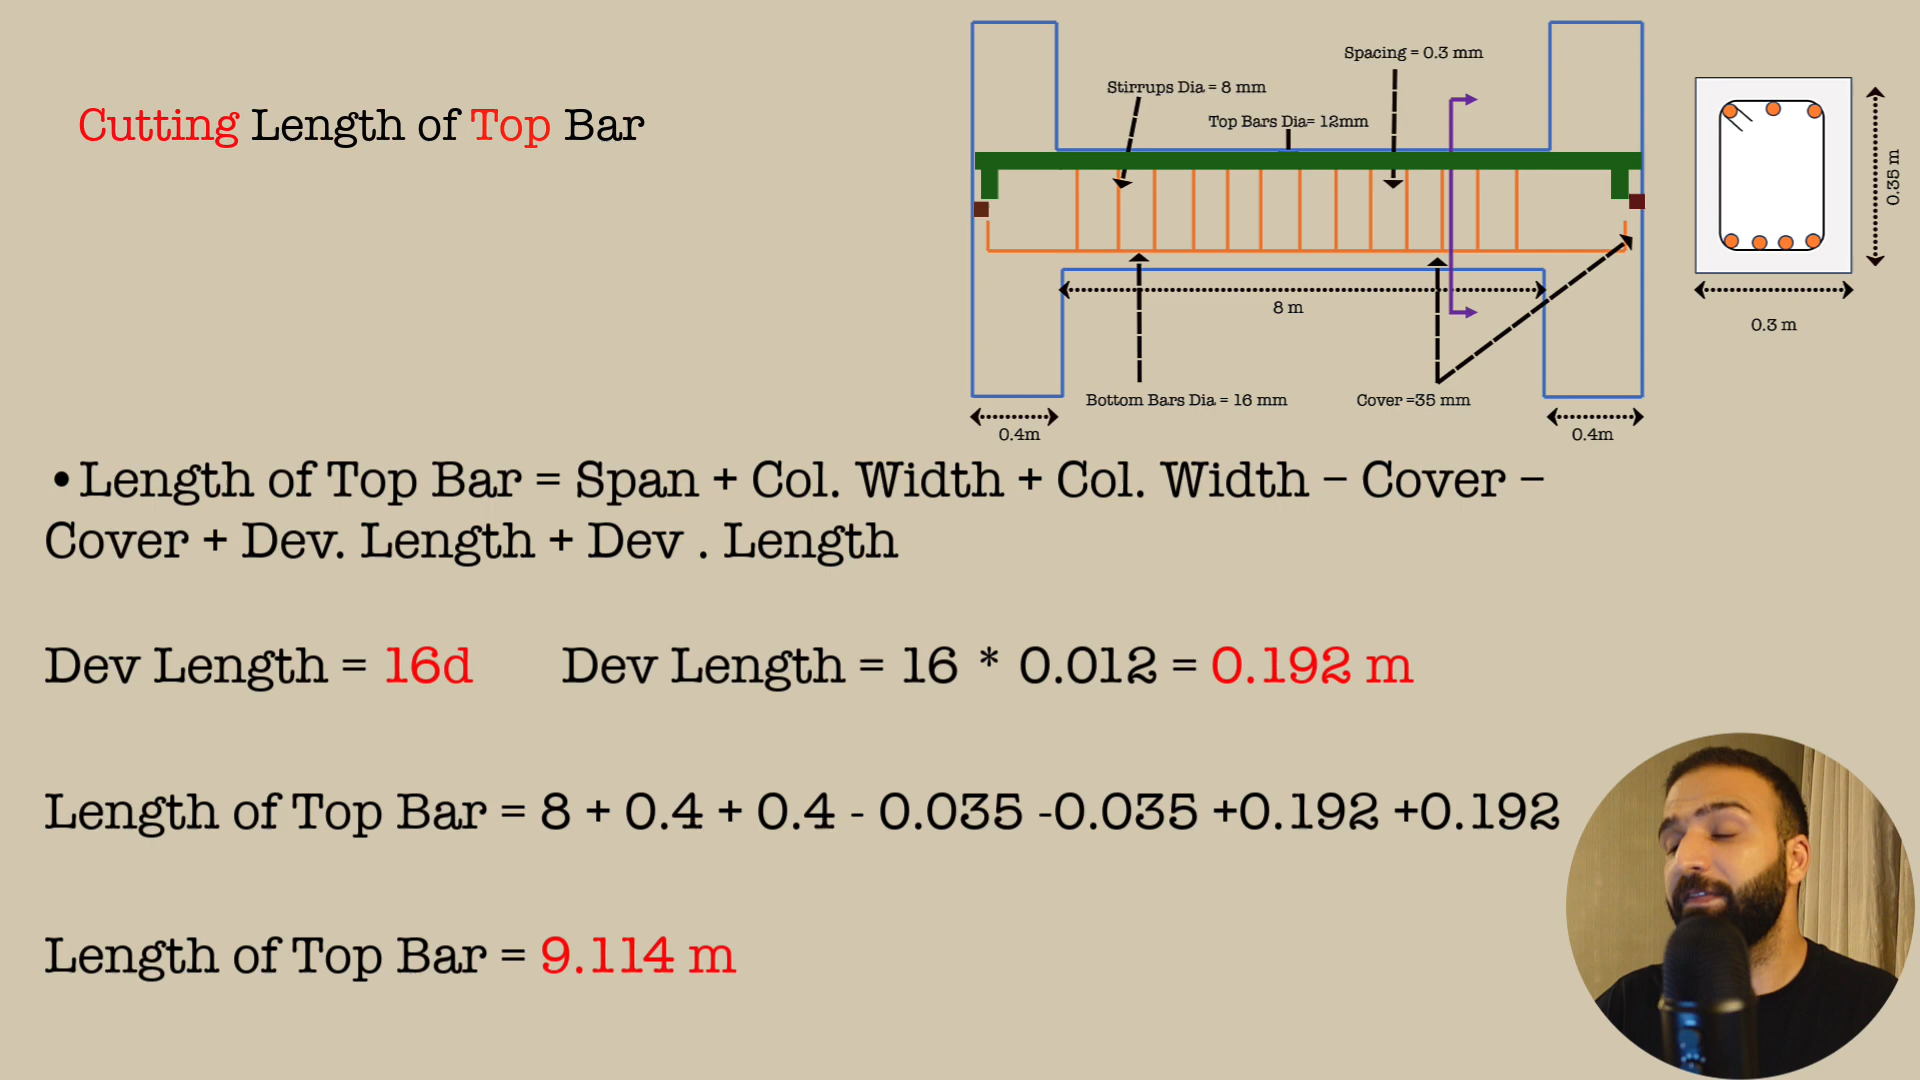 Cutting Length of Top Bar
Spacing = 0.3 mm
Stirrups Dia = 8 mm
Top Bars Dia= 12mm
0.35 m
8 m
0.3 m
Bottom Bars Dia = 16 mm
Cover =35 mm
0.4m
0.4m
•Length of Top Bar = Span + Col. Width + Col. Width – Cover –
Cover + Dev. Length + Dev . Length
Dev Length = 16d
Dev Length = 16 * 0.012 = 0.192 m
Length of Top Bar = 8 + 0.4 + 0.4 - 0.035 -0.035 +0.192 +0.192
Length of Top Bar = 9.114 m